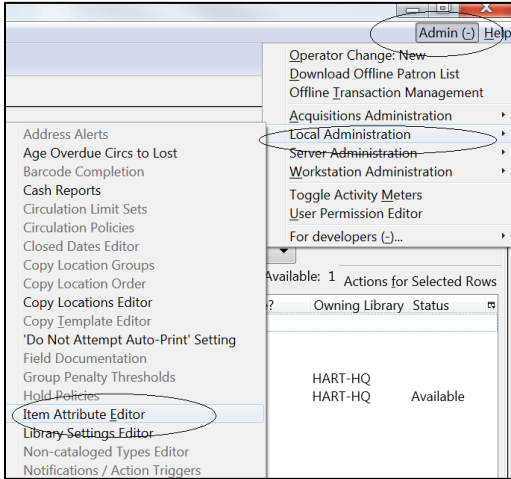 Admin (-) Help
Operator Change: New
Download Offline Patron List
Offline Transaction Management
Acquisitions Administration
Local Administration
Server Administration
Workstation Administration
Toggle Activity Meters
User Permission Editor
For developers (-)...
Address Alerts
Age Overdue Circs to Lost
Barcode Completion
Cash Reports
Circulation Limit Sets
Circulation Policies
Closed Dates Editor
Copy Location Groups
Copy Location Order
Copy Locations Editor
Copy Template Editor
'Do Not Attempt Auto-Print' Setting
Field Documentation
Group Penalty Thresholds
Hold Policies
Item Attribute Editor
Library Settings Editor
Non-cataloged Types Editor
Notifications / Action Triggers
Available: 1 Actions for Selected Rows
? Owning Library Status
HART-HQ
HART-HQ Available